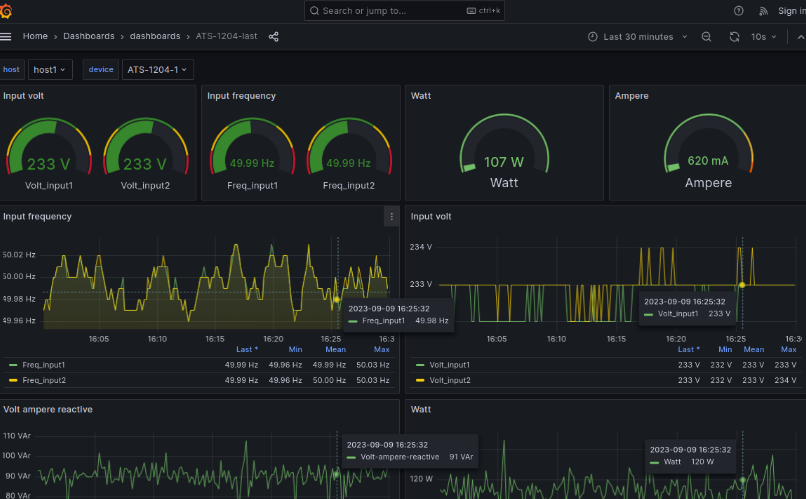 Search or jump to... ctrl+k Sign in
Home › Dashboards › dashboards › ATS-1204-last Last 30 minutes 10s
host host1 device ATS-1204-1
Input volt Input frequency Watt Ampere
233 V 233 V 49.99 Hz 49.99 Hz 107 W 620 mA
Volt_input1 Volt_input2 Freq_input1 Freq_input2 Watt Ampere
Input frequency
50.02 Hz
50.00 Hz
49.98 Hz
49.96 Hz
2023-09-09 16:25:32
Freq_input1 49.98 Hz
16:05 16:10 16:15 16:20 16:25 16:3
Last * Min Mean Max
Freq_input1 49.99 Hz 49.96 Hz 49.99 Hz 50.03 Hz
Freq_input2 49.99 Hz 49.96 Hz 50.00 Hz 50.03 Hz
Input volt
234 V
233 V
2023-09-09 16:25:32
Volt_input1 233 V
16:05 16:10 16:15 16:20 16:25 16:3
Last * Min Mean Max
Volt_input1 233 V 232 V 233 V 233 V
Volt_input2 233 V 232 V 233 V 234 V
Volt ampere reactive
110 VAr
100 VAr
90 VAr
80 VAr
2023-09-09 16:25:32
Volt-ampere-reactive 91 VAr
Watt
120 W
2023-09-09 16:25:32
Watt 120 W